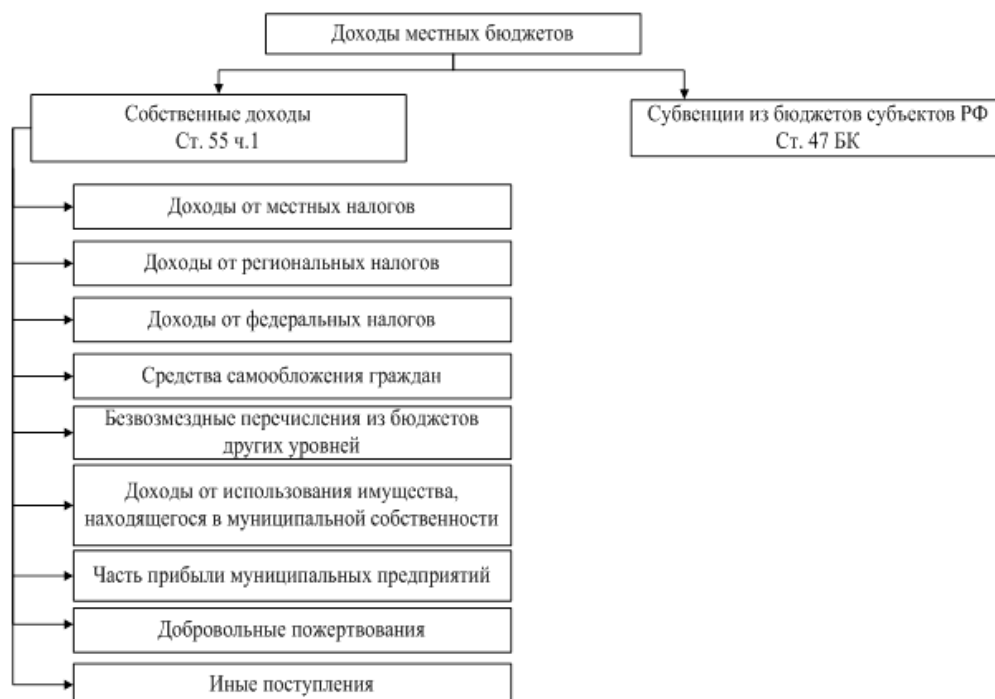 Доходы местных бюджетов
Собственные доходы
Ст. 55 ч.1
Субвенции из бюджетов субъектов РФ
Ст. 47 БК
Доходы от местных налогов
Доходы от региональных налогов
Доходы от федеральных налогов
Средства самообложения граждан
Безвозмездные перечисления из бюджетов
других уровней
Доходы от использования имущества,
находящегося в муниципальной собственности
Часть прибыли муниципальных предприятий
Добровольные пожертвования
Иные поступления